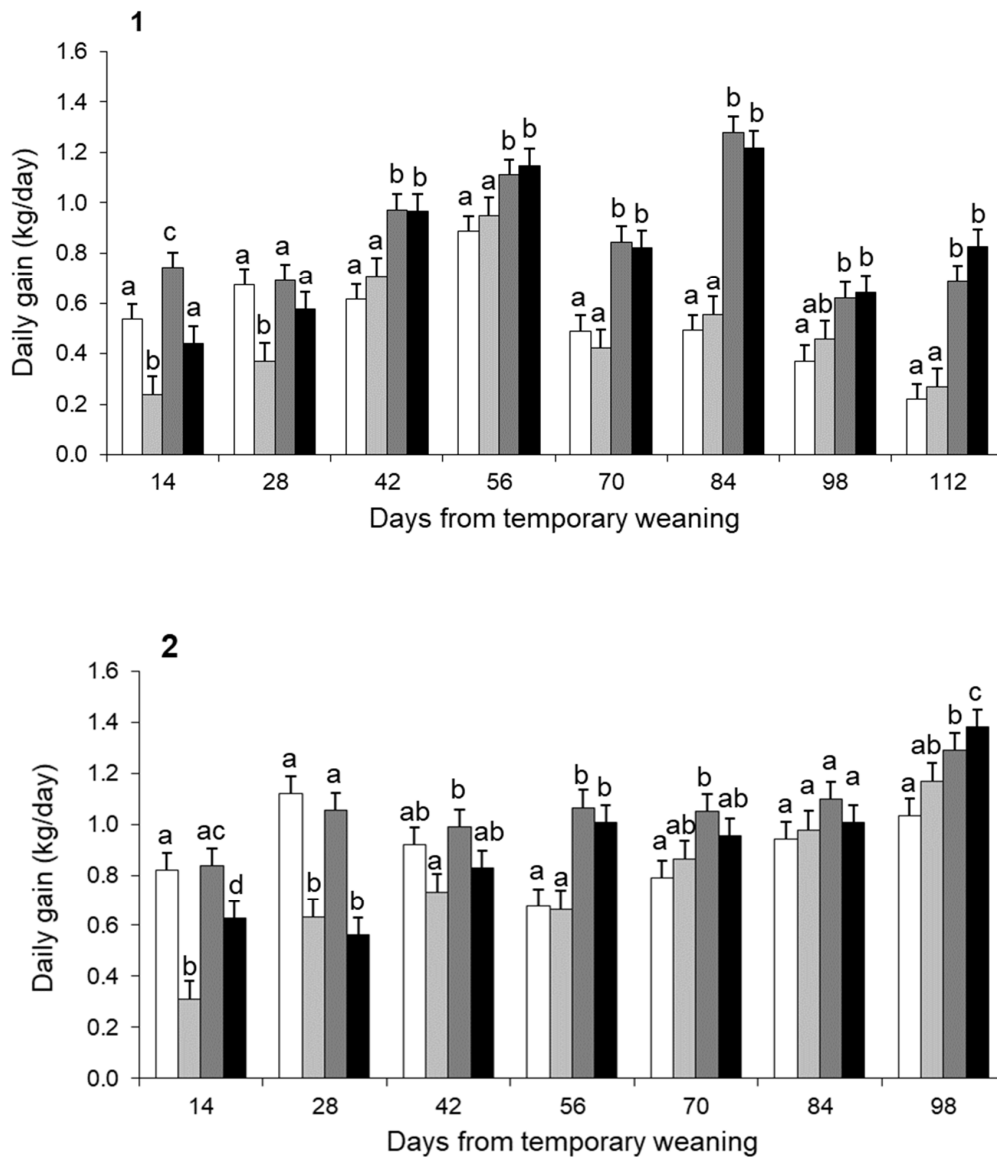 1
1.6
1.4
1.2
1.0
0.8
0.6
0.4
0.2
0.0
Daily gain (kg/day)
a b c a
a b a a
a a b b
a a b b
a a b b
a a b b
a ab b b
a a b b
14 28 42 56 70 84 98 112
Days from temporary weaning
2
1.6
1.4
1.2
1.0
0.8
0.6
0.4
0.2
0.0
Daily gain (kg/day)
a b ac d
a b a b
ab a b ab
a a b b
a ab b ab
a a a a
a ab b c
14 28 42 56 70 84 98
Days from temporary weaning